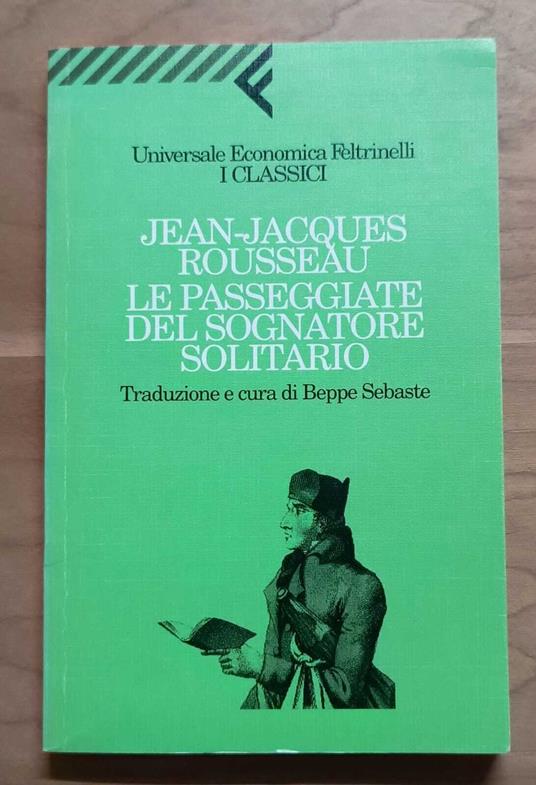 Universale Economica Feltrinelli
I CLASSICI
JEAN-JACQUES
ROUSSEAU
LE PASSEGGIATE
DEL SOGNATORE
SOLITARIO
Traduzione e cura di Beppe Sebaste